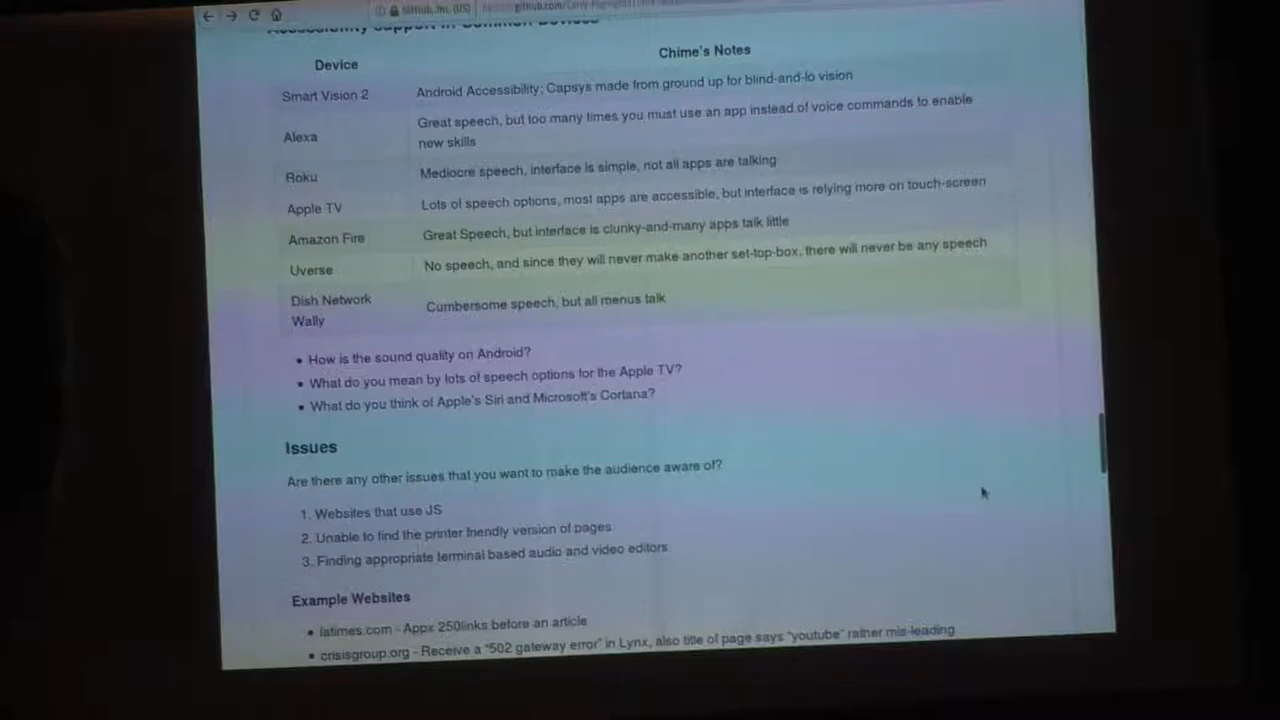 GitHub, Inc. (US)
Accessibility Support in Common Devices
Device Chime's Notes
Smart Vision 2 Android Accessibility; Capsys made from ground up for blind-and-lo vision
Alexa Great speech, but too many times you must use an app instead of voice commands to enable
new skills
Roku Mediocre speech, interface is simple, not all apps are talking
Apple TV Lots of speech options, most apps are accessible, but interface is relying more on touch-screen
Amazon Fire Great Speech, but interface is clunky-and-many apps talk little
Uverse No speech, and since they will never make another set-top-box, there will never be any speech
Dish Network
Wally Cumbersome speech, but all menus talk
• How is the sound quality on Android?
• What do you mean by lots of speech options for the Apple TV?
• What do you think of Apple's Siri and Microsoft's Cortana?
Issues
Are there any other issues that you want to make the audience aware of?
1. Websites that use JS
2. Unable to find the printer friendly version of pages
3. Finding appropriate terminal based audio and video editors
Example Websites
• latimes.com - Appx 250links before an article
• crisisgroup.org - Receive a "502 gateway error" in Lynx, also title of page says "youtube" rather mis-leading